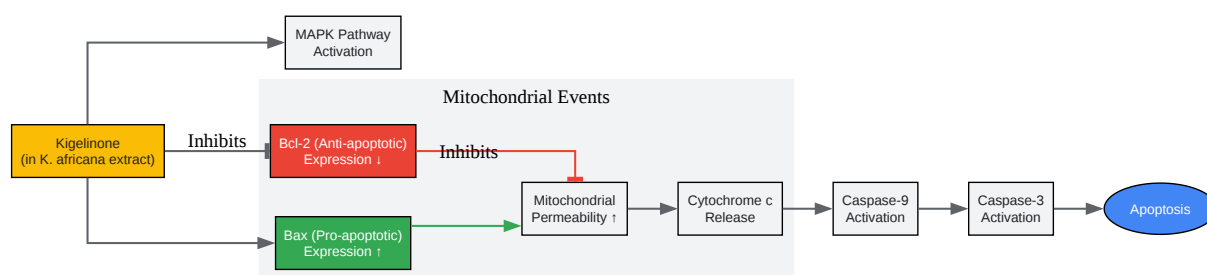 MAPK Pathway
Activation
Mitochondrial Events
Kigelinone
(in K. africana extract)
Inhibits
Bcl-2 (Anti-apoptotic)
Expression ↓
Inhibits
Mitochondrial
Permeability ↑
Cytochrome c
Release
Caspase-9
Activation
Caspase-3
Activation
Apoptosis
Bax (Pro-apoptotic)
Expression ↑